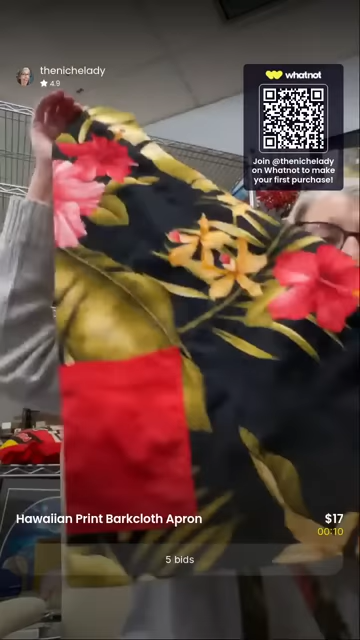 thenichelady
4.9
whatnot
Join @thenichelady
on Whatnot to make
your first purchase!
Hawaiian Print Barkcloth Apron
$17
00:10
5 bids